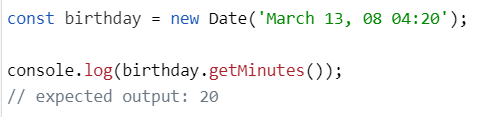 const birthday = new Date('March 13, 08 04:20');
console.log(birthday.getMinutes());
// expected output: 20